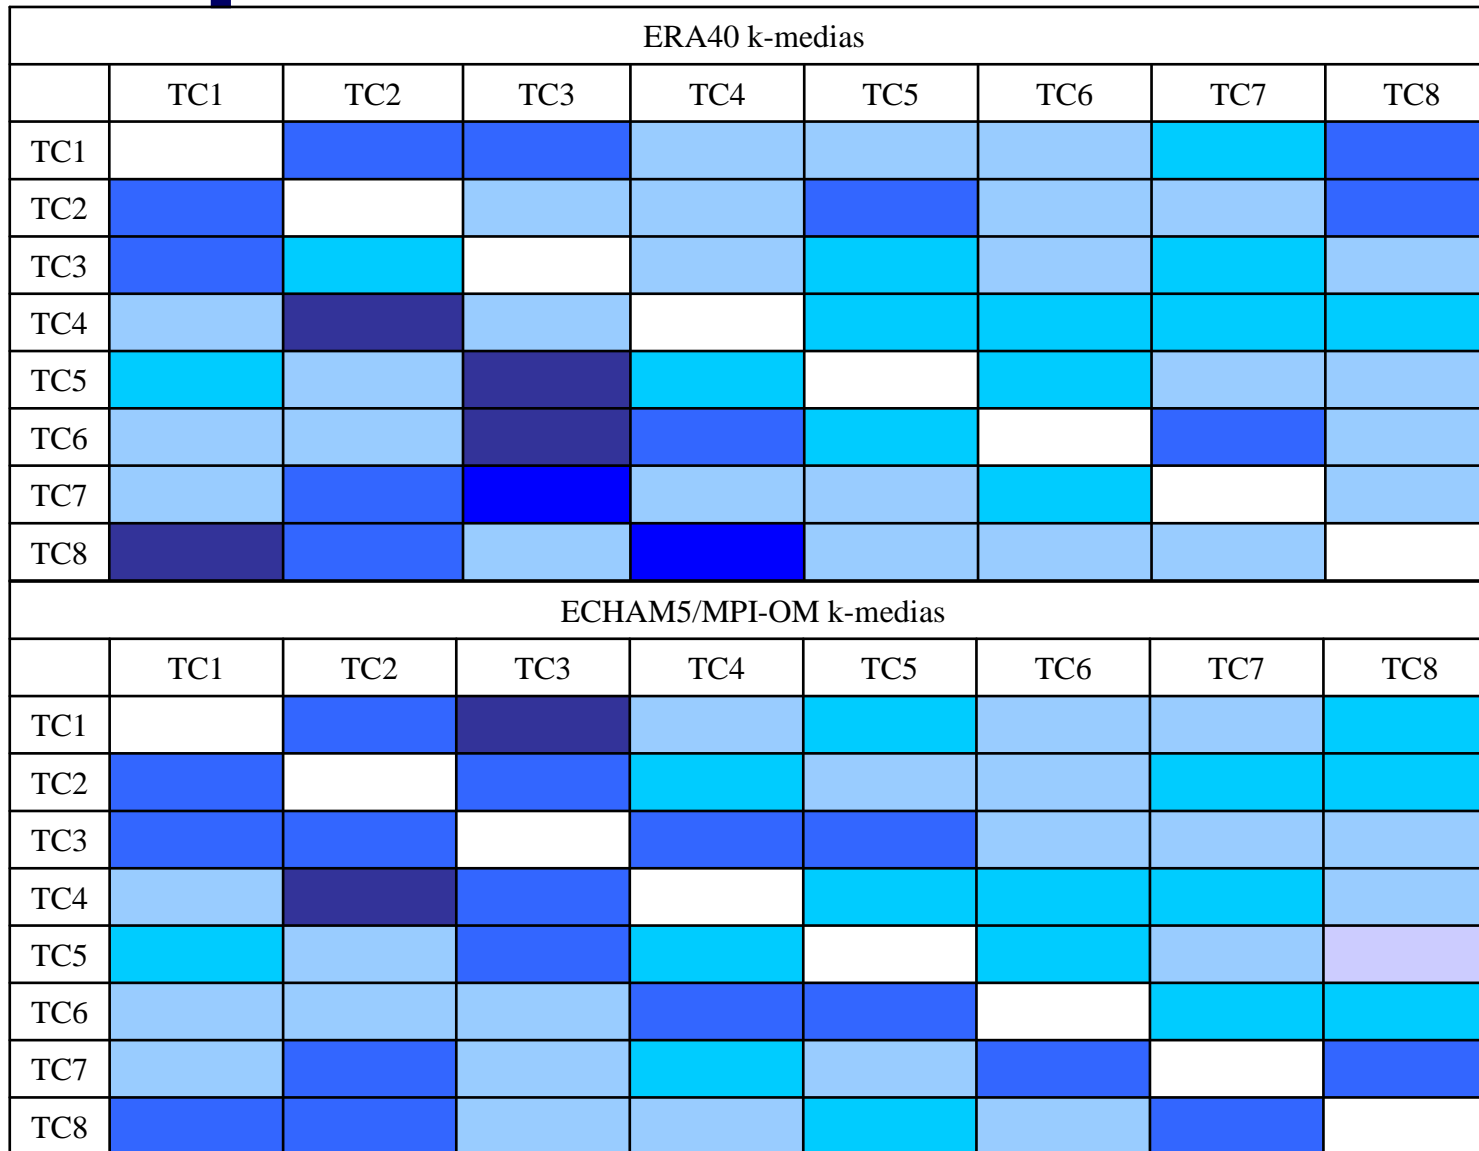 ERA40 k-medias
TC1 TC2 TC3 TC4 TC5 TC6 TC7 TC8
TC1
TC2
TC3
TC4
TC5
TC6
TC7
TC8
ECHAM5/MPI-OM k-medias
TC1 TC2 TC3 TC4 TC5 TC6 TC7 TC8
TC1
TC2
TC3
TC4
TC5
TC6
TC7
TC8